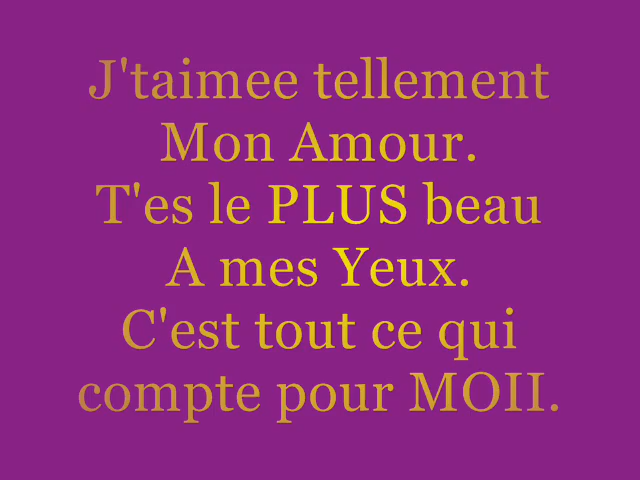 J'taimee tellement
Mon Amour.
T'es le PLUS beau
A mes Yeux.
C'est tout ce qui
compte pour MOII.